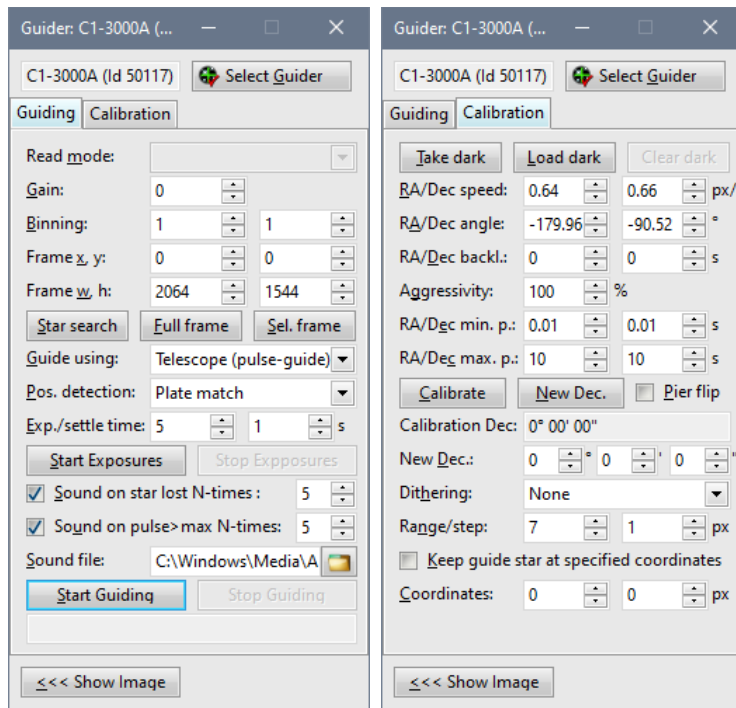 Guider: C1-3000A (...
C1-3000A (Id 50117) Select Guider
Guiding Calibration
Read mode:
Gain: 0
Binning: 1 1
Frame x, y: 0 0
Frame w, h: 2064 1544
Star search Full frame Sel. frame
Guide using: Telescope (pulse-guide)
Pos. detection: Plate match
Exp./settle time: 5 1 s
Start Exposures Stop Expposures
Sound on star lost N-times : 5
Sound on pulse>max N-times: 5
Sound file: C:\Windows\Media\A
Start Guiding Stop Guiding
<<< Show Image
Guider: C1-3000A (...
C1-3000A (Id 50117) Select Guider
Guiding Calibration
Take dark Load dark Clear dark
RA/Dec speed: 0.64 0.66 px/
RA/Dec angle: -179.96 -90.52 °
RA/Dec backl.: 0 0 s
Aggressivity: 100 %
RA/Dec min. p.: 0.01 0.01 s
RA/Dec max. p.: 10 10 s
Calibrate New Dec. Pier flip
Calibration Dec: 0° 00' 00"
New Dec.: 0 ° 0 ' 0 "
Dithering: None
Range/step: 7 1 px
Keep guide star at specified coordinates
Coordinates: 0 0 px
<<< Show Image